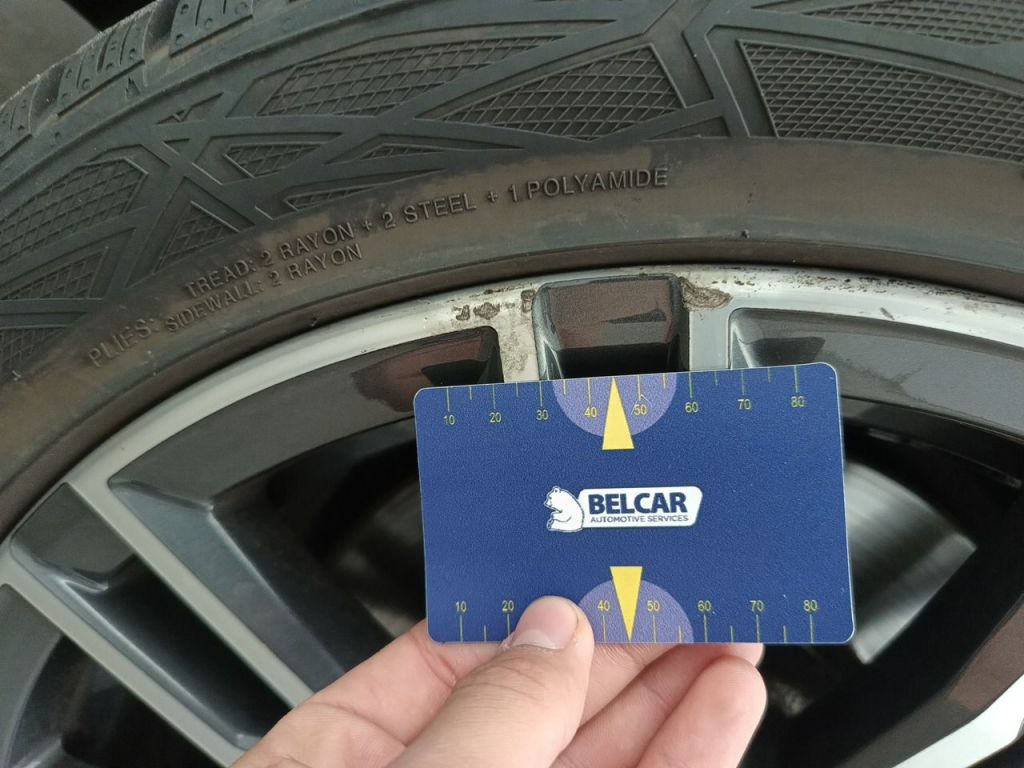 PLIES: TREAD: 2 RAYON + 2 STEEL + 1 POLYAMIDE
SIDEWALL: 2 RAYON
10 20 30 40 50 60 70 80
BELCAR
AUTOMOTIVE SERVICES
10 20 40 50 60 70 80